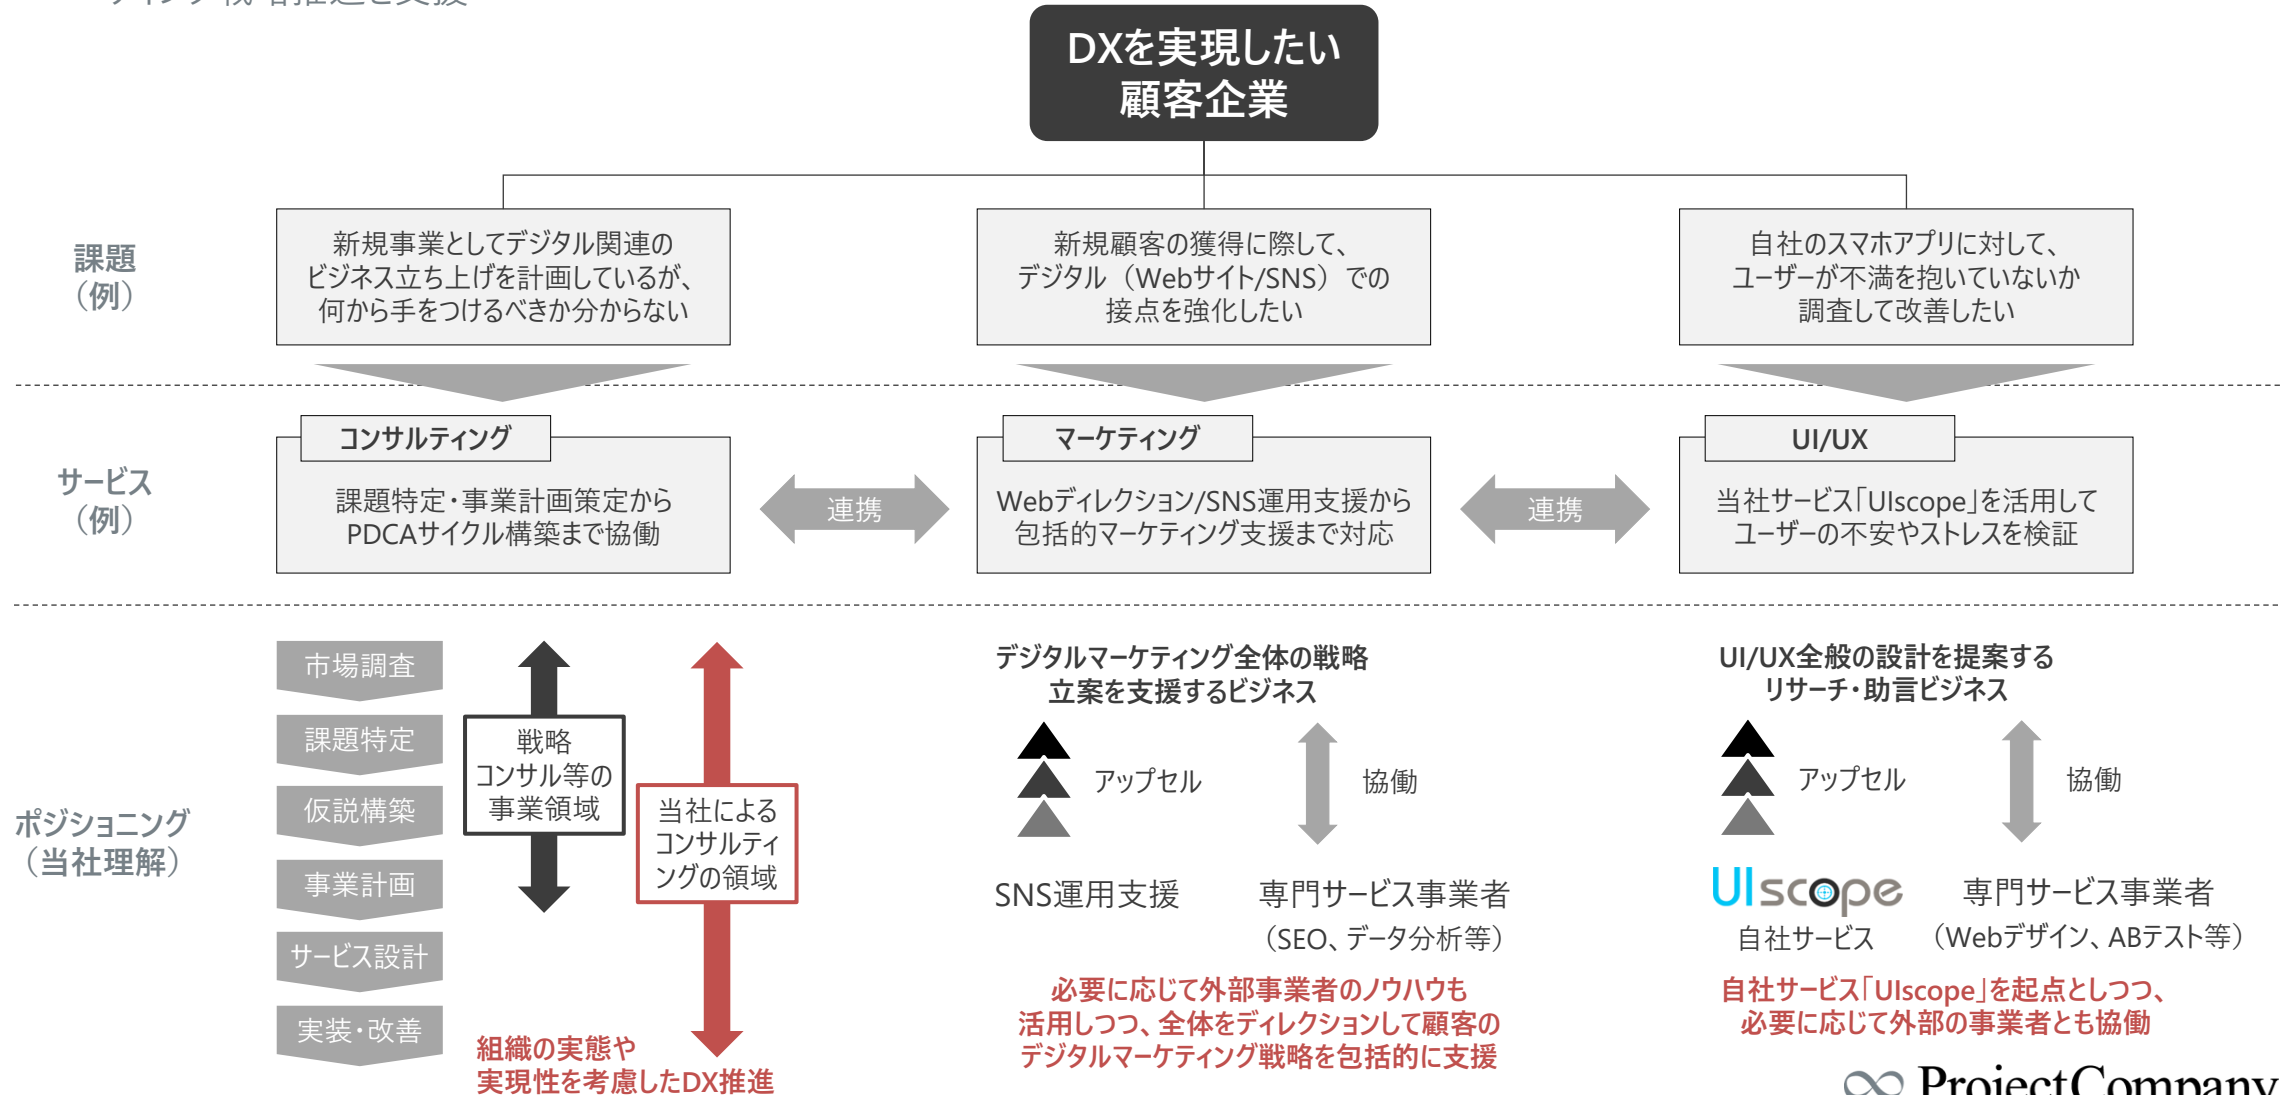 DXを実現したい
顧客企業
課題
（例）
新規事業としてデジタル関連の
ビジネス立ち上げを計画しているが、
何から手をつけるべきか分からない
新規顧客の獲得に際して、
デジタル（Webサイト/SNS）での
接点を強化したい
自社のスマホアプリに対して、
ユーザーが不満を抱いていないか
調査して改善したい
サービス
（例）
コンサルティング
課題特定・事業計画策定から
PDCAサイクル構築まで協働
連携
マーケティング
Webディレクション/SNS運用支援から
包括的マーケティング支援まで対応
連携
UI/UX
当社サービス「UIscope」を活用して
ユーザーの不安やストレスを検証
ポジショニング
（当社理解）
市場調査
課題特定
仮説構築
事業計画
サービス設計
実装・改善
戦略
コンサル等の
事業領域
当社による
コンサルティ
ングの領域
組織の実態や
実現性を考慮したDX推進
デジタルマーケティング全体の戦略
立案を支援するビジネス
アップセル
協働
SNS運用支援
専門サービス事業者
（SEO、データ分析等）
必要に応じて外部事業者のノウハウも
活用しつつ、全体をディレクションして顧客の
デジタルマーケティング戦略を包括的に支援
UI/UX全般の設計を提案する
リサーチ・助言ビジネス
アップセル
協働
UIscope
自社サービス
専門サービス事業者
（Webデザイン、ABテスト等）
自社サービス「UIscope」を起点としつつ、
必要に応じて外部の事業者とも協働
ProjectCompany